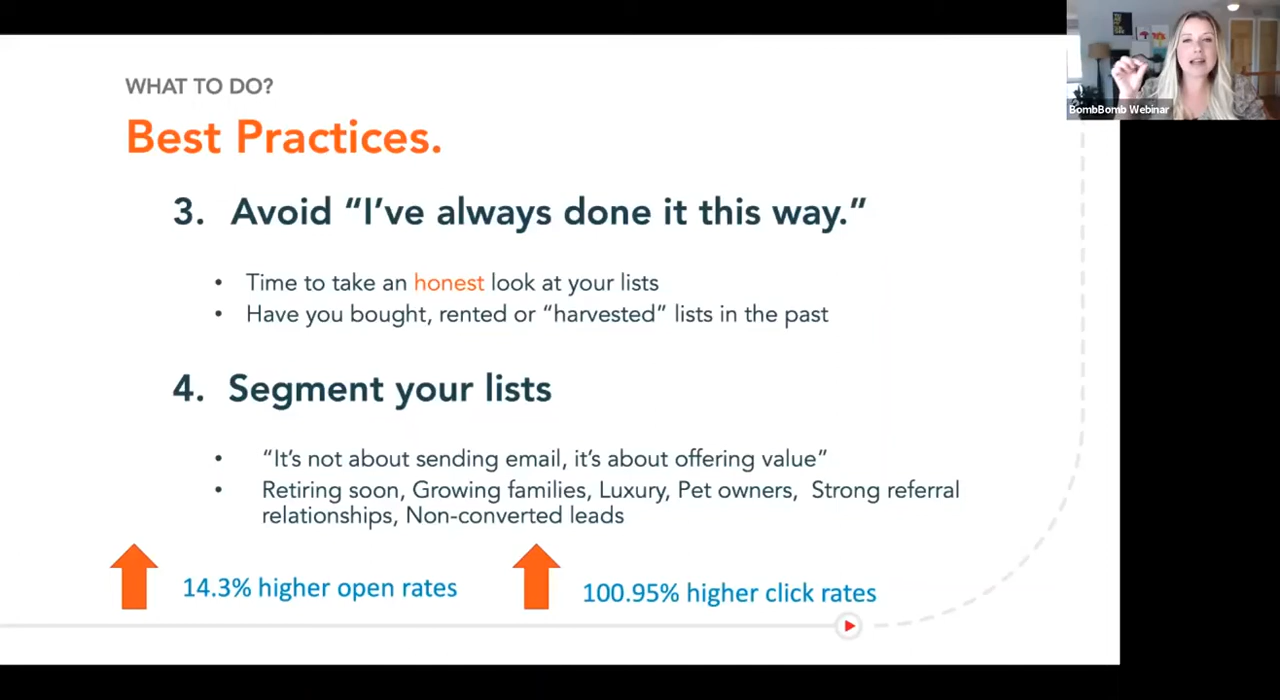 WHAT TO DO?
Best Practices.
3. Avoid “I’ve always done it this way.”
• Time to take an honest look at your lists
• Have you bought, rented or “harvested” lists in the past
4. Segment your lists
• “It’s not about sending email, it’s about offering value”
• Retiring soon, Growing families, Luxury, Pet owners, Strong referral
relationships, Non-converted leads
14.3% higher open rates
100.95% higher click rates
BombBomb Webinar